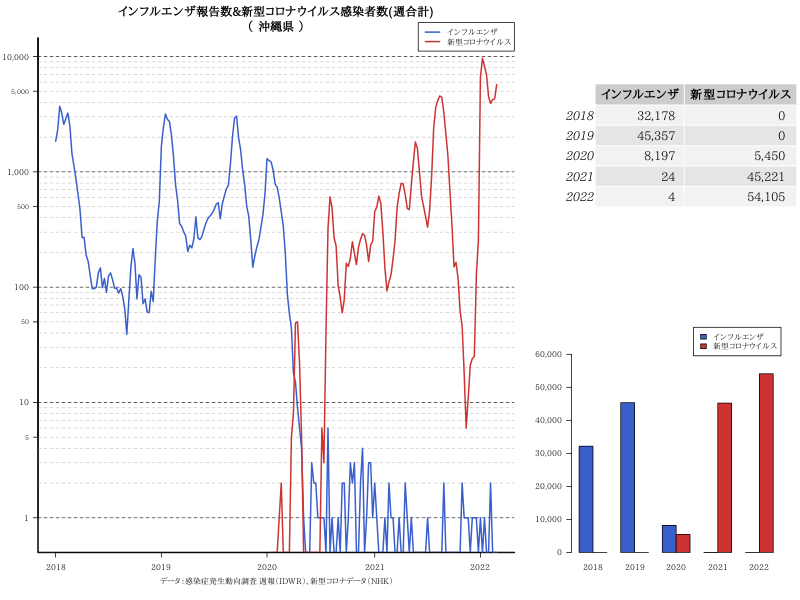 インフルエンザ報告数&新型コロナウイルス感染者数(週合計)
( 沖縄県 )
インフルエンザ
新型コロナウイルス
10,000
5,000
1,000
500
100
50
10
5
1
2018 2019 2020 2021 2022
データ:感染症発生動向調査 週報(IDWR), 新型コロナデータ(NHK)
インフルエンザ 新型コロナウイルス
2018 32,178 0
2019 45,357 0
2020 8,197 5,450
2021 24 45,221
2022 4 54,105
インフルエンザ
新型コロナウイルス
60,000
50,000
40,000
30,000
20,000
10,000
0
2018 2019 2020 2021 2022